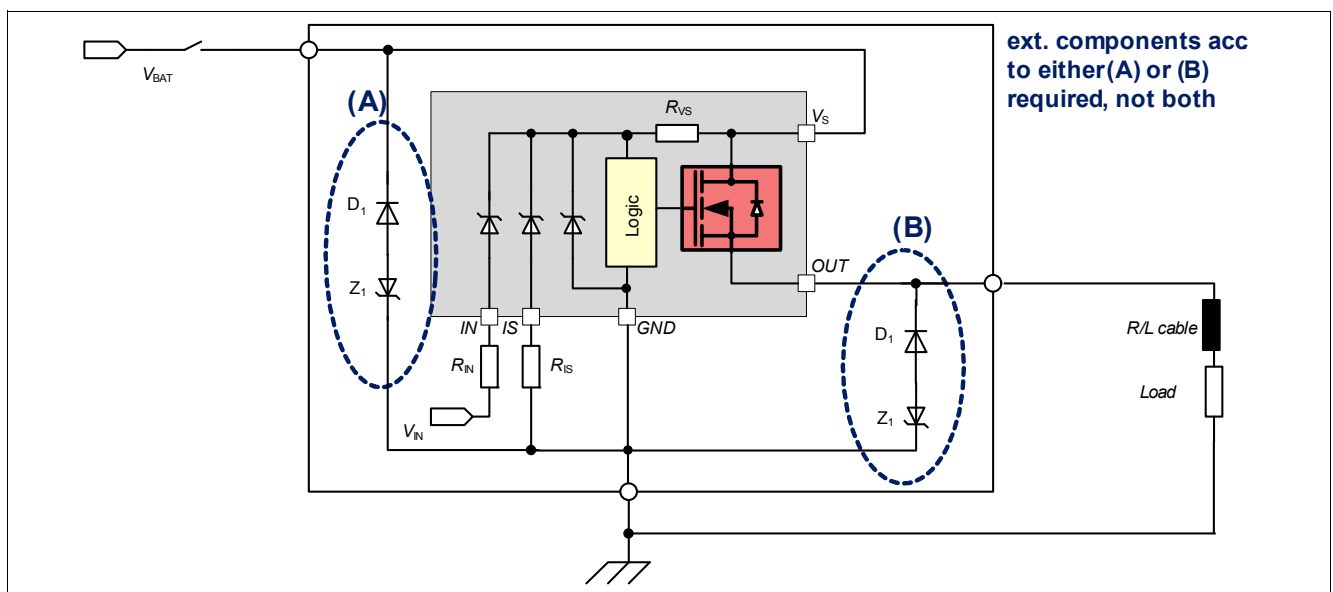 ext. components acc
to either (A) or (B)
required, not both
VBAT
(A)
RVS
VS
D1
Logic
(B)
OUT
Z1
IN
IS
GND
D1
R/L cable
RIN
RIS
Load
Z1
VIN